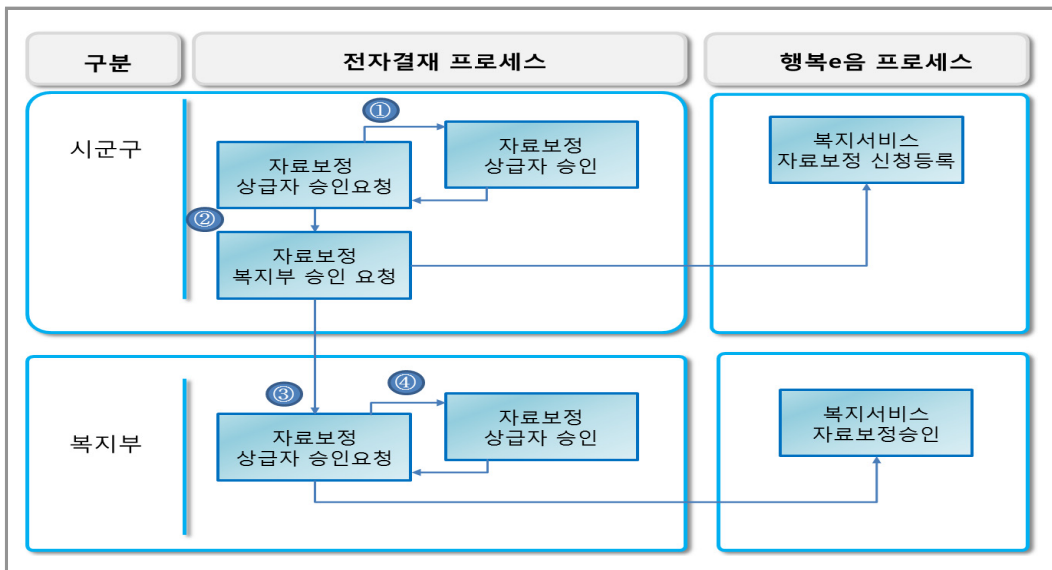 구분
전자결재 프로세스
행복e음 프로세스
시군구
①
자료보정
상급자 승인요청
자료보정
상급자 승인
복지서비스
자료보정 신청등록
②
자료보정
복지부 승인 요청
복지부
③
④
자료보정
상급자 승인요청
자료보정
상급자 승인
복지서비스
자료보정승인